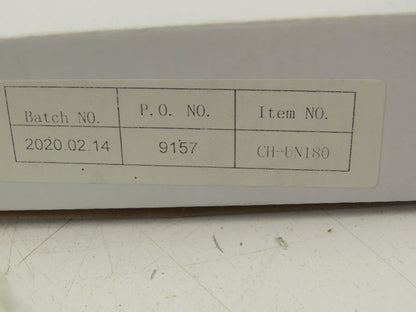 Batch NO. P.O. NO. Item NO.
2020.02.14 9157 CH-UN180